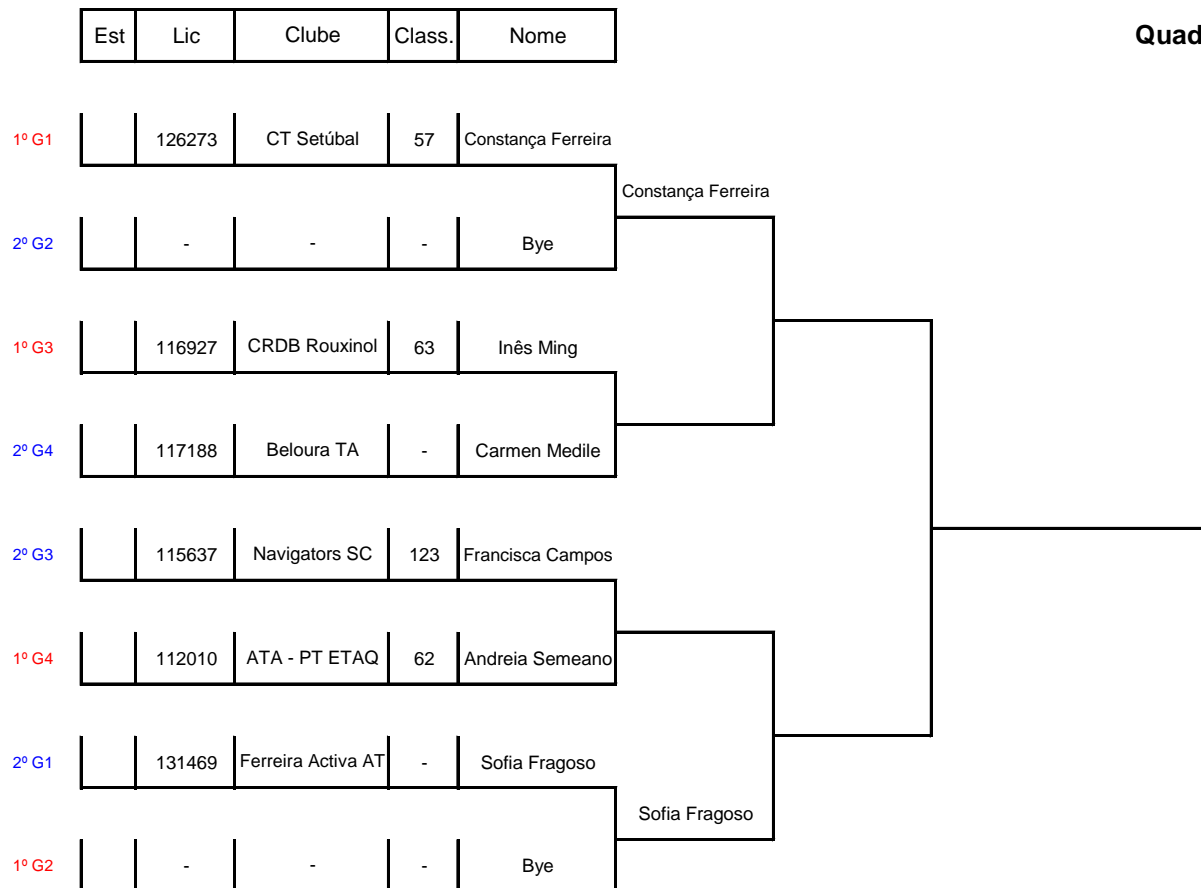 Est Lic Clube Class. Nome
Quad
1º G1 126273 CT Setúbal 57 Constança Ferreira
Constança Ferreira
2º G2 - - - Bye
1º G3 116927 CRDB Rouxinol 63 Inês Ming
2º G4 117188 Beloura TA - Carmen Medile
2º G3 115637 Navigators SC 123 Francisca Campos
1º G4 112010 ATA - PT ETAQ 62 Andreia Semeano
2º G1 131469 Ferreira Activa AT - Sofia Fragoso
Sofia Fragoso
1º G2 - - - Bye